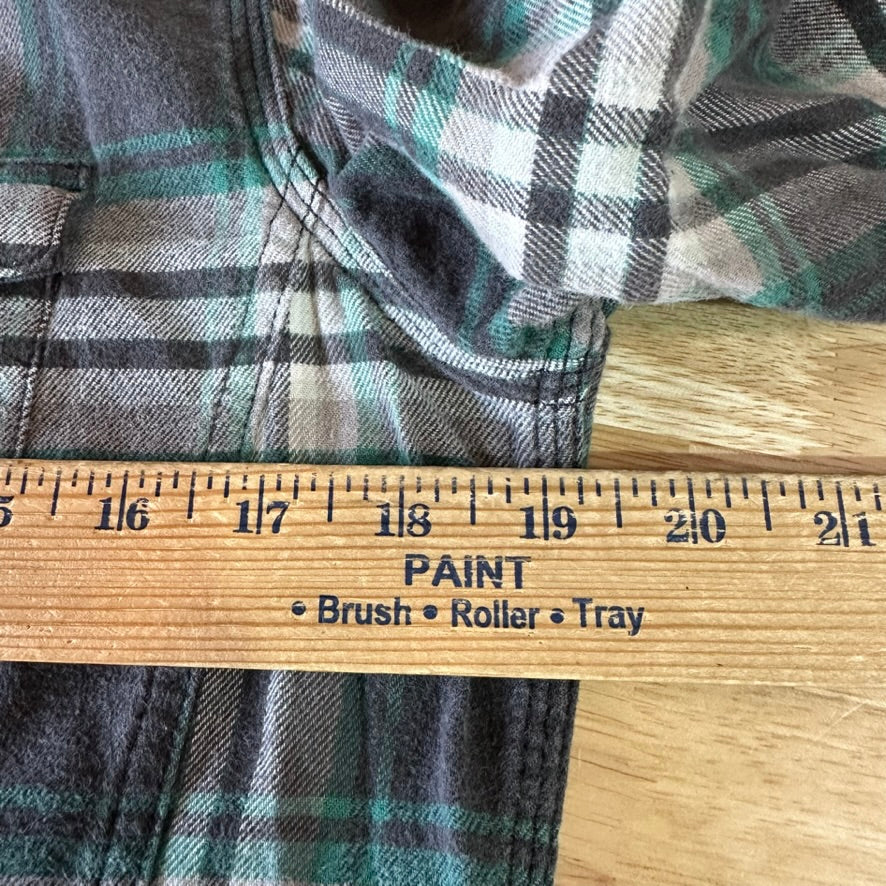 5 16 17 18 19 20 21
PAINT
• Brush • Roller • Tray